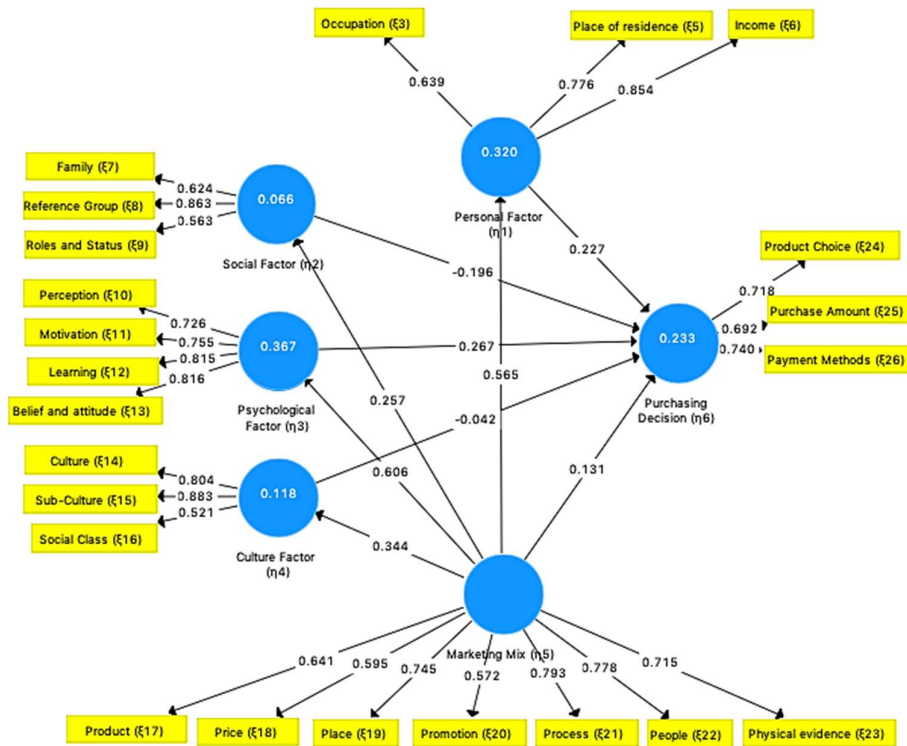 Occupation (ξ3)
Place of residence (ξ5)
Income (ξ6)
0.639
0.776
0.854
0.320
Personal Factor
(η1)
Family (ξ7)
Reference Group (ξ8)
Roles and Status (ξ9)
0.624
0.863
0.563
0.066
Social Factor (η2)
0.227
-0.196
Product Choice (ξ24)
Purchase Amount (ξ25)
Payment Methods (ξ26)
0.718
0.692
0.740
0.233
Purchasing
Decision (η6)
Perception (ξ10)
Motivation (ξ11)
Learning (ξ12)
Belief and attitude (ξ13)
0.726
0.755
0.815
0.816
0.367
Psychological
Factor (η3)
0.267
0.565
0.257
-0.042
Culture (ξ14)
Sub-Culture (ξ15)
Social Class (ξ16)
0.804
0.883
0.521
0.118
Culture Factor
(η4)
0.606
0.131
0.344
Marketing Mix (η5)
0.641
0.595
0.745
0.572
0.793
0.778
0.715
Product (ξ17)
Price (ξ18)
Place (ξ19)
Promotion (ξ20)
Process (ξ21)
People (ξ22)
Physical evidence (ξ23)